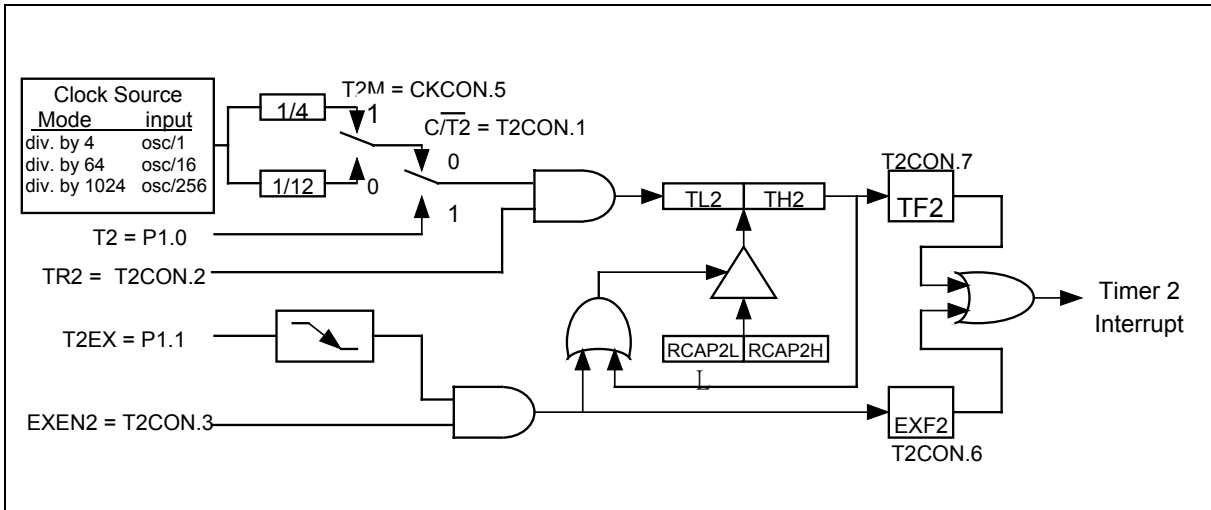 T2M = CKCON.5
Clock Source
Mode input
div. by 4 osc/1
div. by 64 osc/16
div. by 1024 osc/256
1/4
1
1/12
0
C/T2 = T2CON.1
0
1
T2 = P1.0
TR2 = T2CON.2
TL2 TH2
T2CON.7
TF2
Timer 2
Interrupt
T2EX = P1.1
RCAP2L RCAP2H
L
EXEN2 = T2CON.3
EXF2
T2CON.6